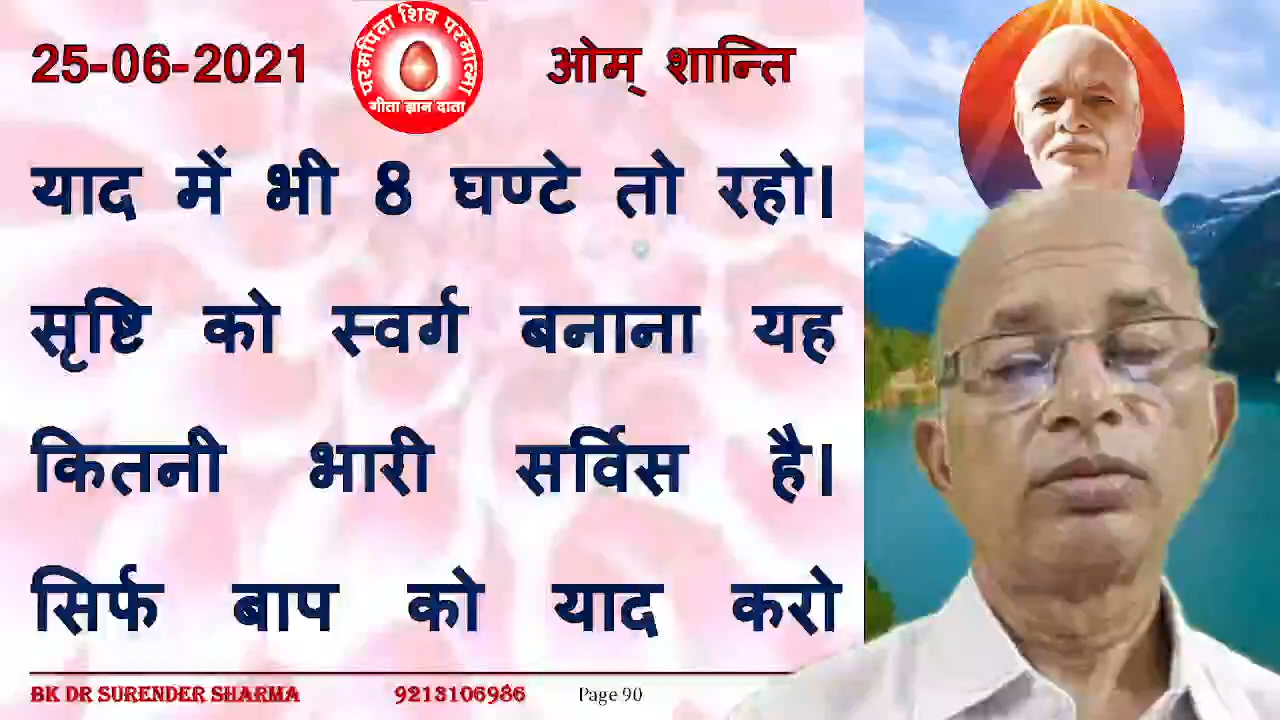 25-06-2021 परमपिता शिव परमात्मा गीता ज्ञान दाता ओम् शान्ति
याद में भी 8 घण्टे तो रहो।
सृष्टि को स्वर्ग बनाना यह
कितनी भारी सर्विस है।
सिर्फ बाप को याद करो
BK DR SURENDER SHARMA 9213106986 Page 90